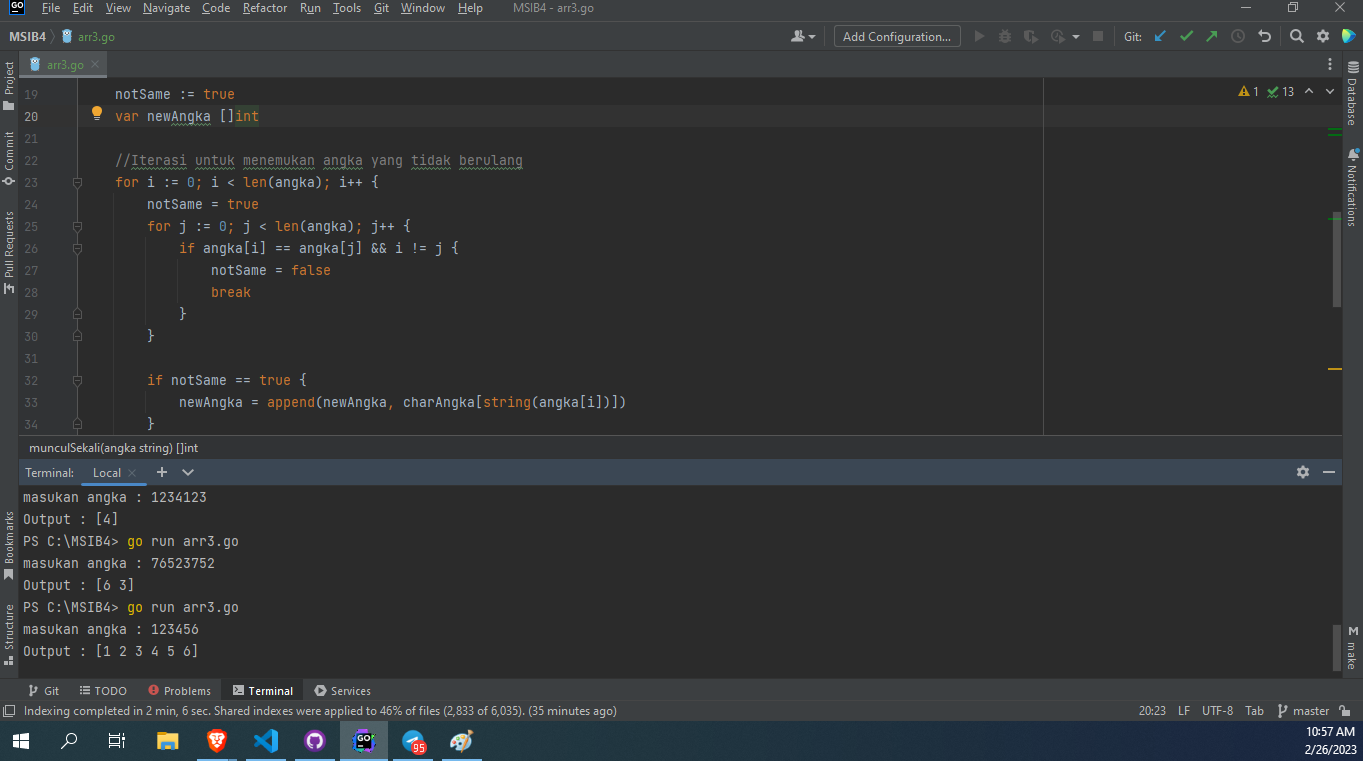 GO File Edit View Navigate Code Refactor Run Tools Git Window Help MSIB4 - arr3.go
MSIB4 arr3.go Add Configuration... Git:
arr3.go
19 notSame := true
20 var newAngka []int
21
22 //Iterasi untuk menemukan angka yang tidak berulang
23 for i := 0; i < len(angka); i++ {
24 notSame = true
25 for j := 0; j < len(angka); j++ {
26 if angka[i] == angka[j] && i != j {
27 notSame = false
28 break
29 }
30 }
31
32 if notSame == true {
33 newAngka = append(newAngka, charAngka[string(angka[i])])
34 }
1 13
munculSekali(angka string) []int
Terminal: Local
masukan angka : 1234123
Output : [4]
PS C:\MSIB4> go run arr3.go
masukan angka : 76523752
Output : [6 3]
PS C:\MSIB4> go run arr3.go
masukan angka : 123456
Output : [1 2 3 4 5 6]
Project
Commit
Pull Requests
Bookmarks
Structure
Database
Notifications
M make
Git TODO Problems Terminal Services
Indexing completed in 2 min, 6 sec. Shared indexes were applied to 46% of files (2,833 of 6,035). (35 minutes ago) 20:23 LF UTF-8 Tab master
GO 95
10:57 AM
2/26/2023